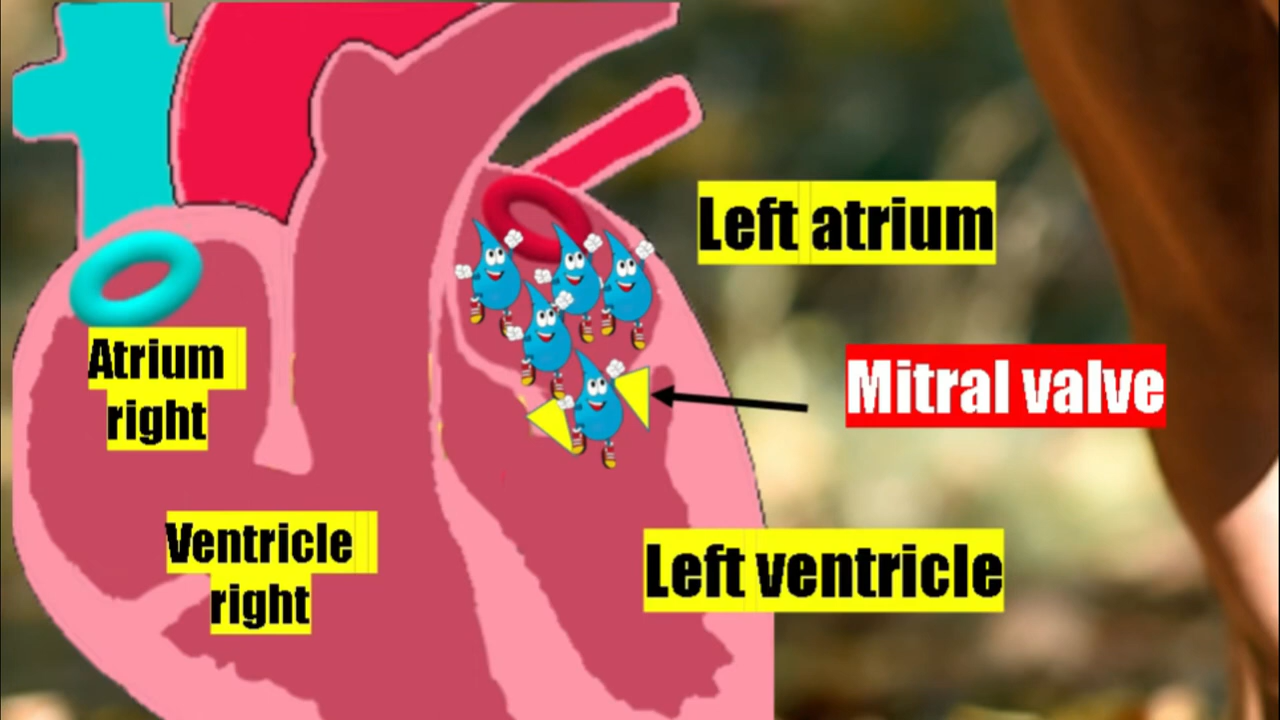 Left atrium
Atrium
right
Mitral valve
Ventricle
right
Left ventricle